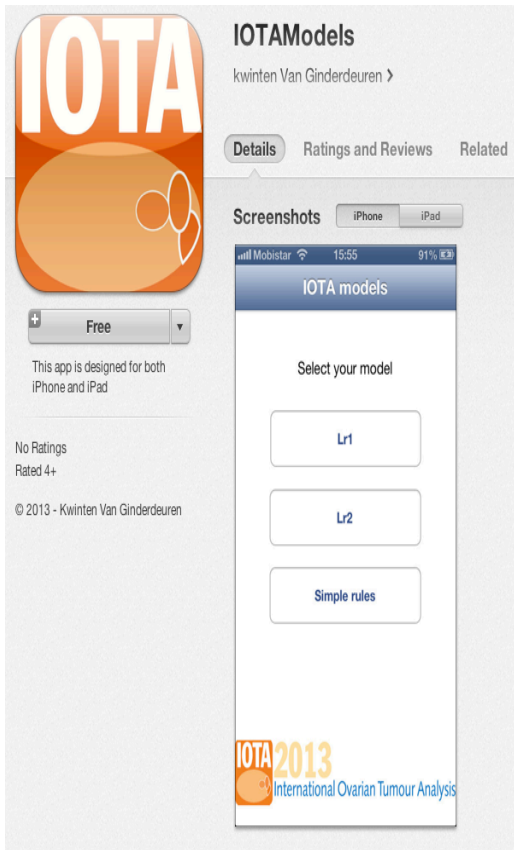 IOTA
IOTAModels
kwinten Van Ginderdeuren >
Details Ratings and Reviews Related
Free
This app is designed for both
iPhone and iPad
No Ratings
Rated 4+
© 2013 - Kwinten Van Ginderdeuren
Screenshots iPhone iPad
Mobistar 15:55 91%
IOTA models
Select your model
Lr1
Lr2
Simple rules
IOTA 2013
International Ovarian Tumour Analysis